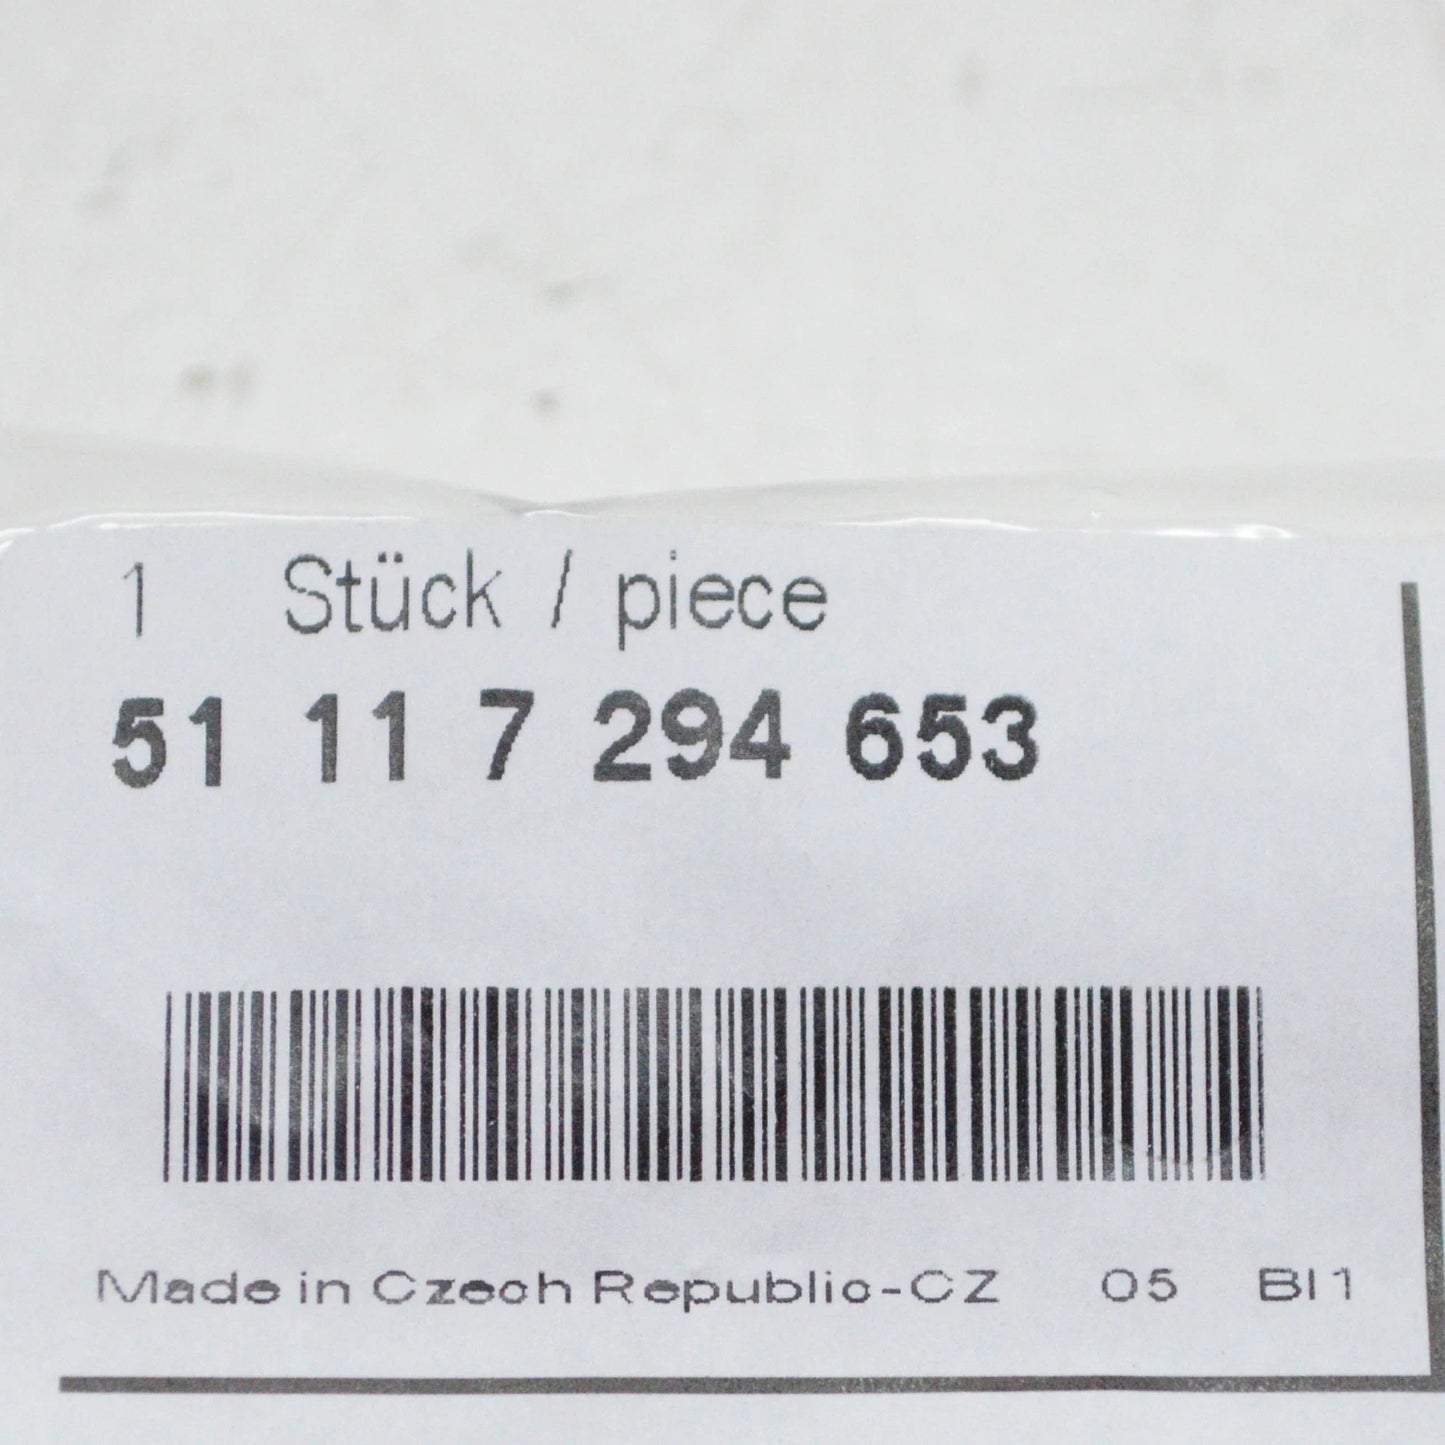 1 Stück / piece
51 11 7 294 653
Made in Czech Republic-CZ 05 BI1